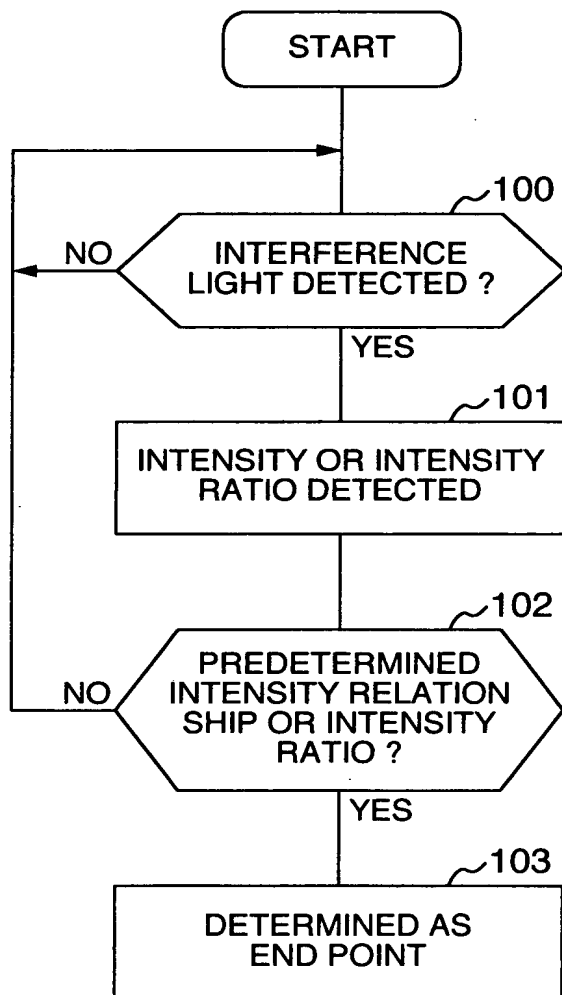 START
100
NO
INTERFERENCE
LIGHT DETECTED ?
YES
101
INTENSITY OR INTENSITY
RATIO DETECTED
102
NO
PREDETERMINED
INTENSITY RELATION
SHIP OR INTENSITY
RATIO ?
YES
103
DETERMINED AS
END POINT